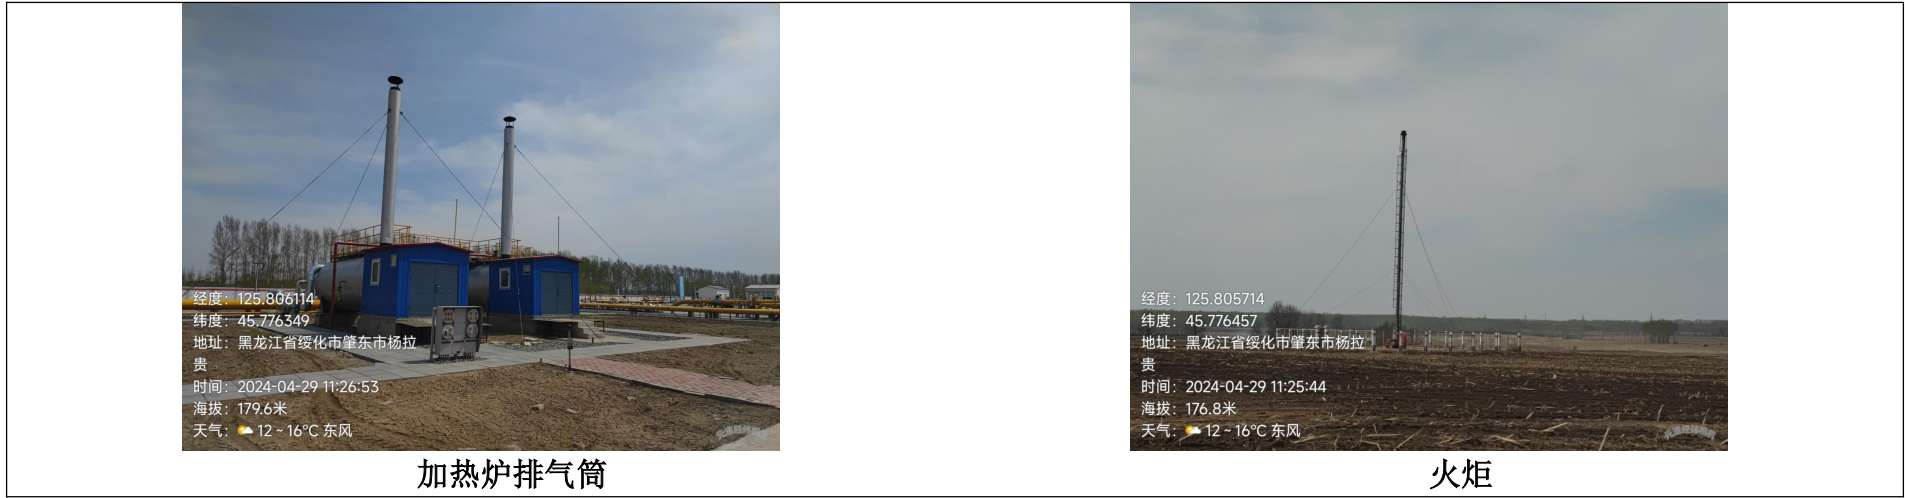 经度：125.806114
纬度：45.776349
地址：黑龙江省绥化市肇东市杨拉
贵
时间：2024-04-29 11:26:53
海拔：179.6米
天气：12 ~ 16℃ 东风
加热炉排气筒
经度：125.805714
纬度：45.776457
地址：黑龙江省绥化市肇东市杨拉
贵
时间：2024-04-29 11:25:44
海拔：176.8米
天气：12 ~ 16℃ 东风
火炬